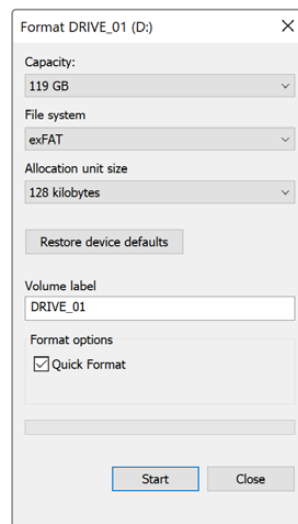 Format DRIVE_01 (D:)
Capacity:
119 GB
File system
exFAT
Allocation unit size
128 kilobytes
Restore device defaults
Volume label
DRIVE_01
Format options
Quick Format
Start Close